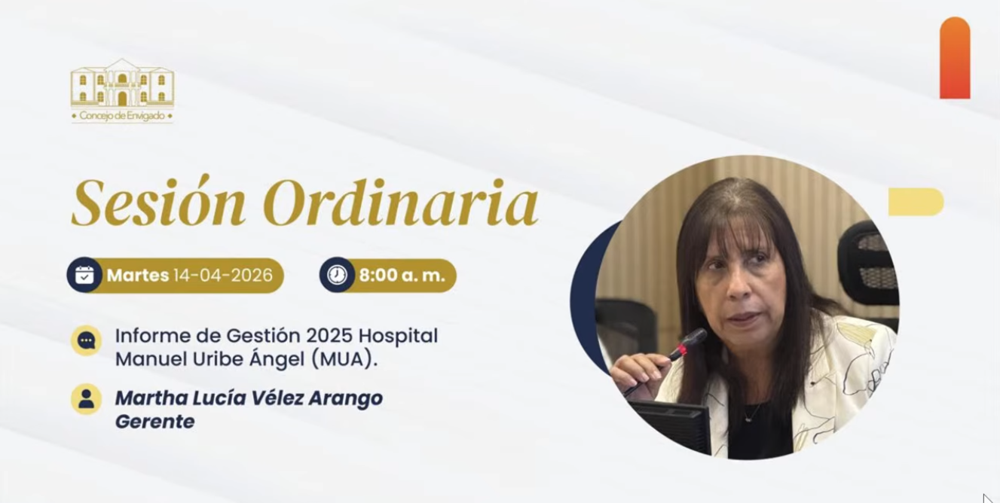 Concejo de Envigado
Sesión Ordinaria
Martes 14-04-2026
8:00 a. m.
Informe de Gestión 2025 Hospital
Manuel Uribe Ángel (MUA).
Martha Lucía Vélez Arango
Gerente